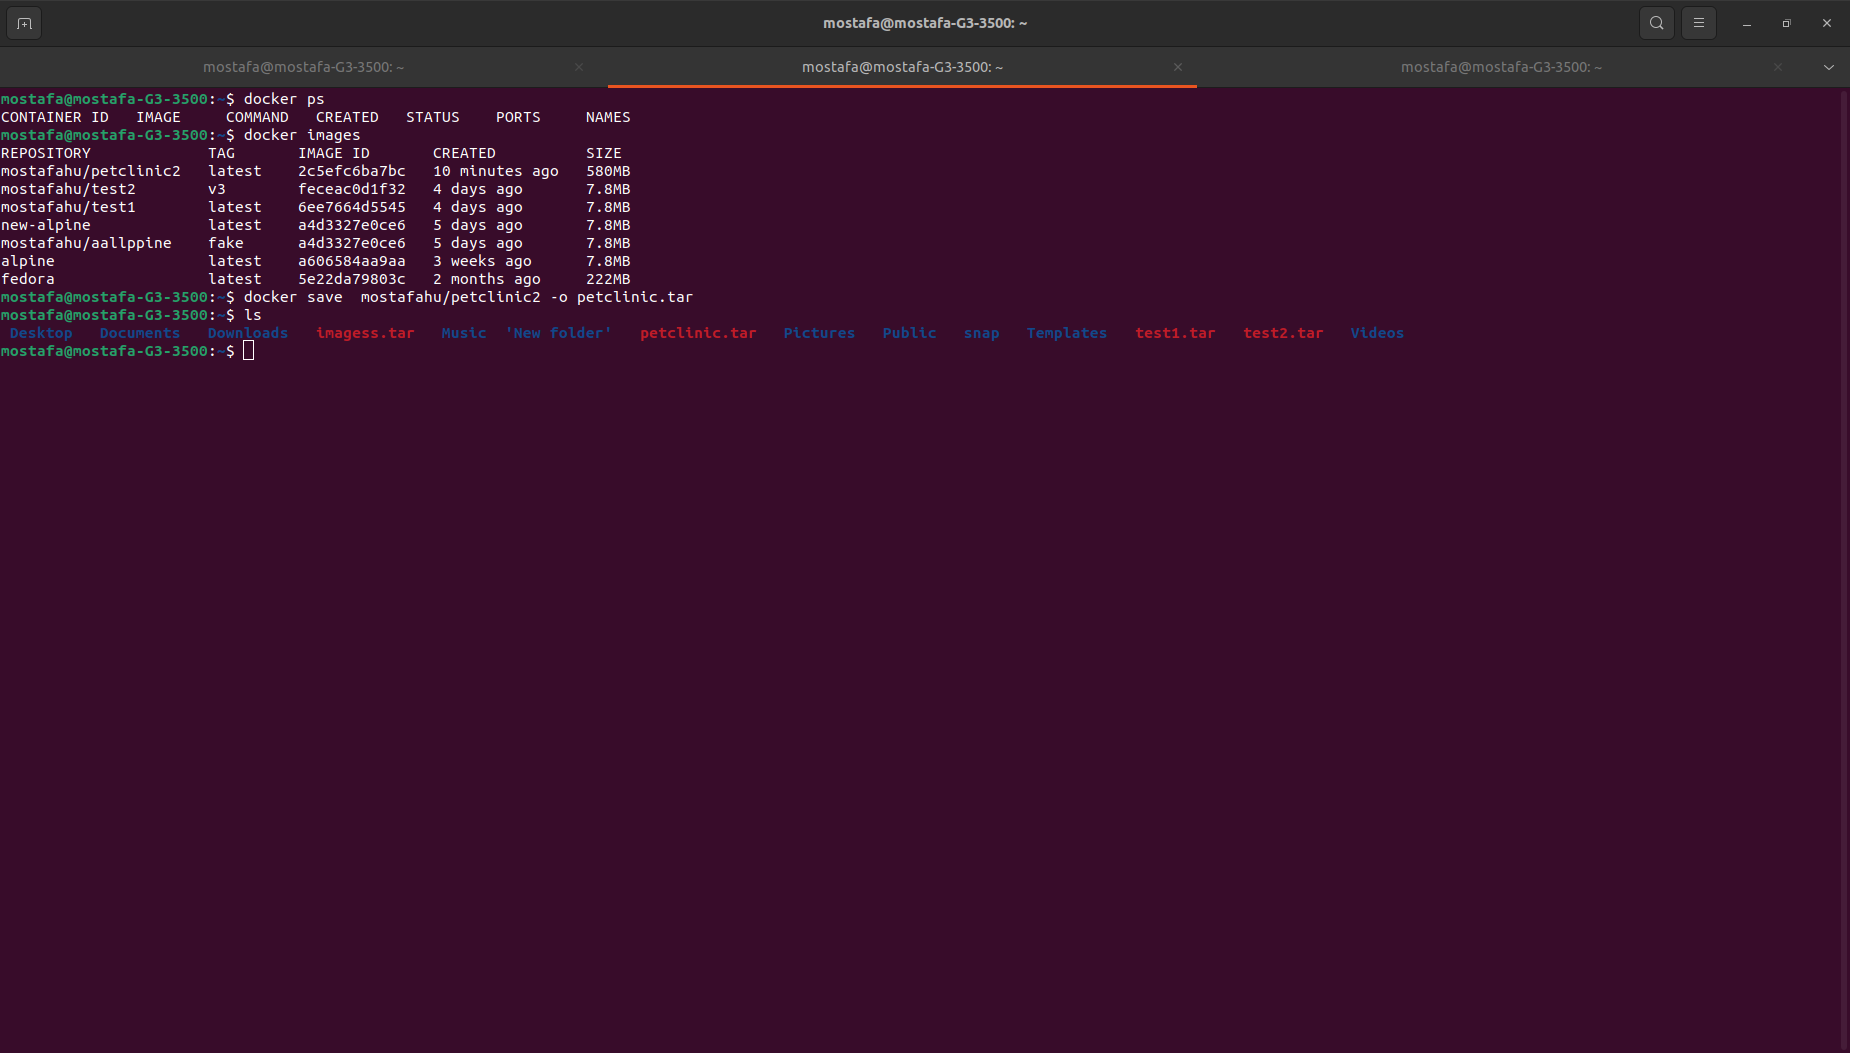 mostafa@mostafa-G3-3500: ~
mostafa@mostafa-G3-3500: ~ mostafa@mostafa-G3-3500: ~ mostafa@mostafa-G3-3500: ~
mostafa@mostafa-G3-3500:~$ docker ps
CONTAINER ID   IMAGE     COMMAND   CREATED   STATUS    PORTS     NAMES
mostafa@mostafa-G3-3500:~$ docker images
REPOSITORY             TAG       IMAGE ID       CREATED          SIZE
mostafahu/petclinic2   latest    2c5efc6ba7bc   10 minutes ago   580MB
mostafahu/test2        v3        feceac0d1f32   4 days ago       7.8MB
mostafahu/test1        latest    6ee7664d5545   4 days ago       7.8MB
new-alpine             latest    a4d3327e0ce6   5 days ago       7.8MB
mostafahu/aallppine    fake      a4d3327e0ce6   5 days ago       7.8MB
alpine                 latest    a606584aa9aa   3 weeks ago      7.8MB
fedora                 latest    5e22da79803c   2 months ago     222MB
mostafa@mostafa-G3-3500:~$ docker save  mostafahu/petclinic2 -o petclinic.tar
mostafa@mostafa-G3-3500:~$ ls
Desktop   Documents   Downloads   imagess.tar   Music  'New folder'   petclinic.tar   Pictures   Public   snap   Templates   test1.tar   test2.tar   Videos
mostafa@mostafa-G3-3500:~$